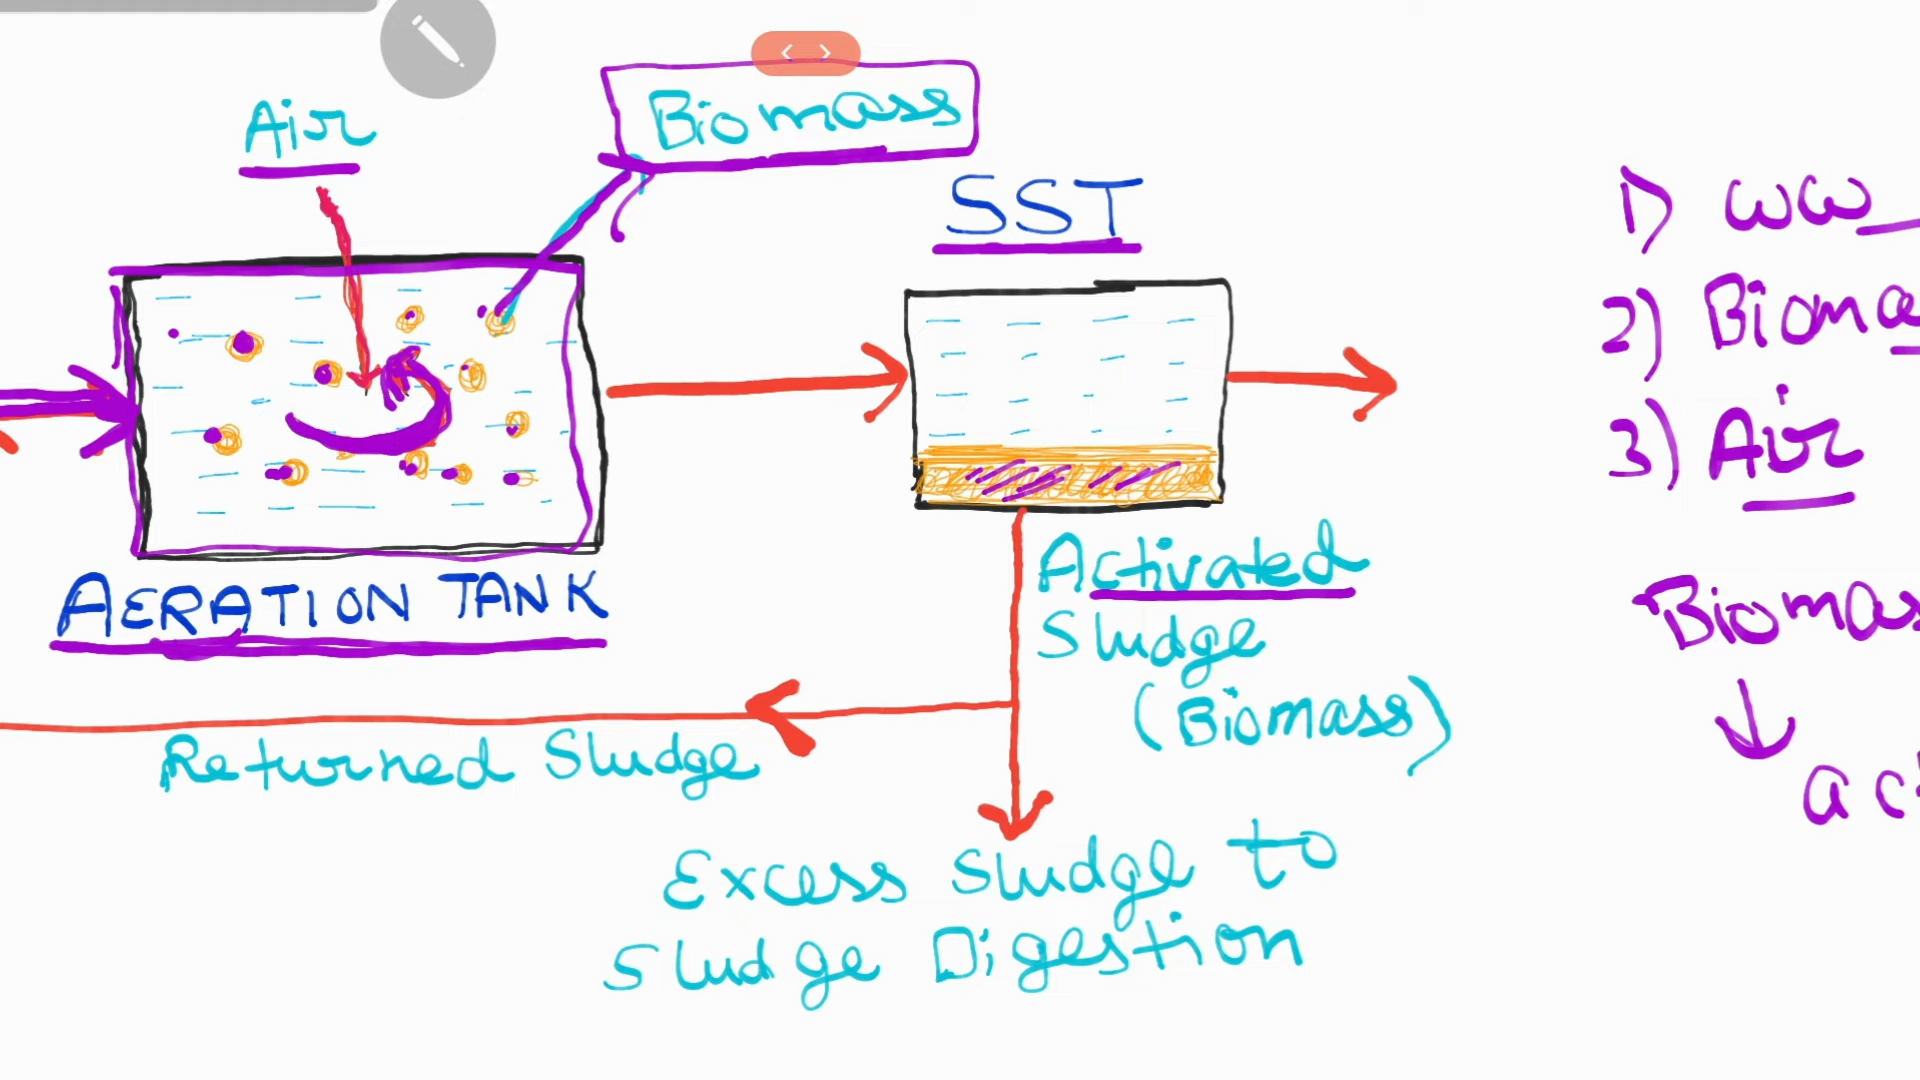 Air
Biomass
SST
AERATION TANK
Activated
Sludge
(Biomass)
Returned Sludge
Excess Sludge to
Sludge Digestion
1) WW
2) Bioma
3) Air
Biomas